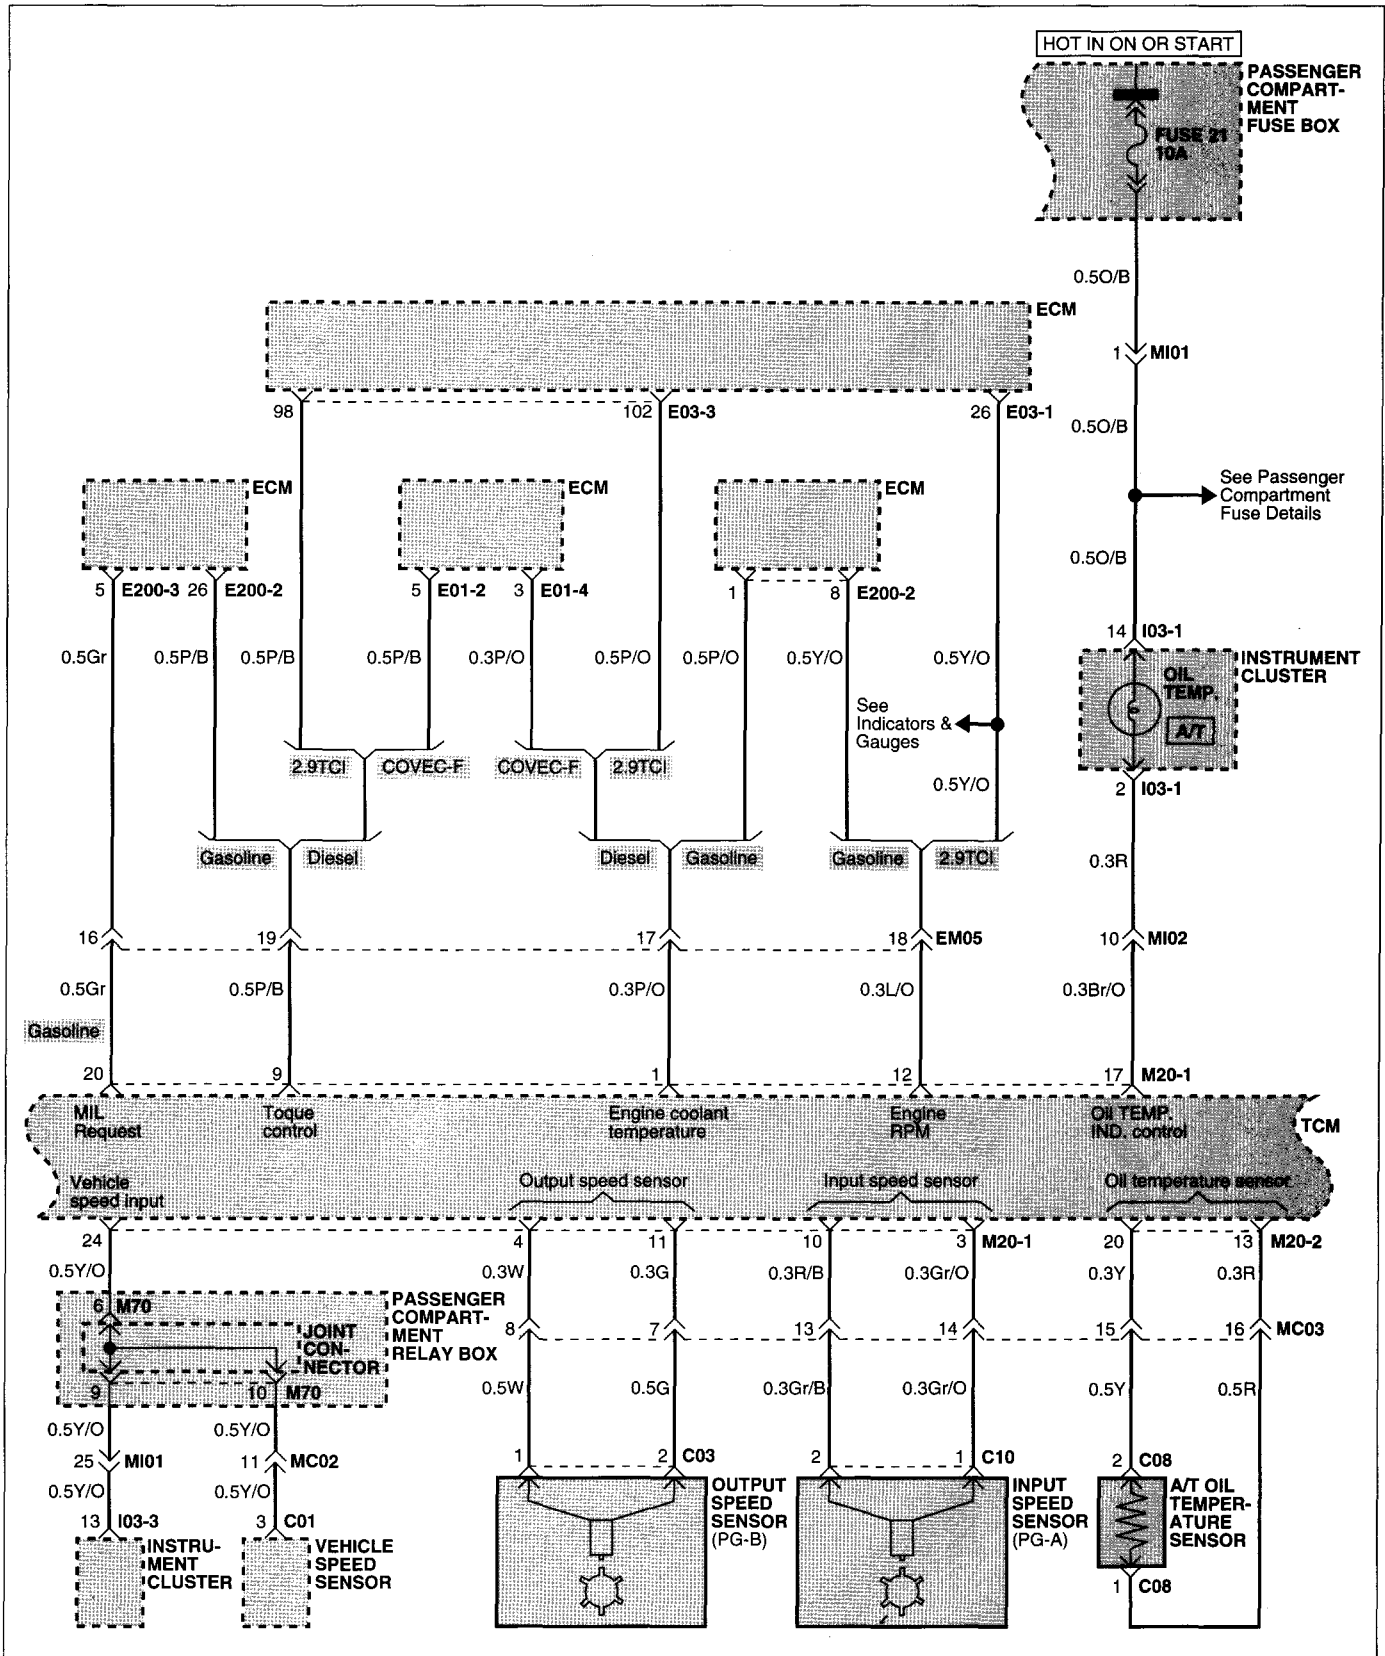 HOT IN ON OR START
PASSENGER
COMPART-
MENT
FUSE BOX
FUSE 21
10A
0.5O/B
ECM
1 MI01
98
102 E03-3
26 E03-1
0.5O/B
ECM
ECM
ECM
See Passenger
Compartment
Fuse Details
0.5O/B
5 E200-3 26 E200-2
5 E01-2 3 E01-4
1
8 E200-2
14 I03-1
0.5Gr
0.5P/B
0.5P/B
0.5P/B
0.3P/O
0.5P/O
0.5P/O
0.5Y/O
0.5Y/O
INSTRUMENT
CLUSTER
OIL
TEMP.
A/T
See
Indicators &
Gauges
2.9TCI COVEC-F
COVEC-F 2.9TCI
0.5Y/O
2 I03-1
Gasoline Diesel
Diesel Gasoline
Gasoline 2.9TCI
0.3R
16
19
17
18 EM05
10 MI02
0.5Gr
0.5P/B
0.3P/O
0.3L/O
0.3Br/O
Gasoline
20
9
1
12
17 M20-1
MIL
Request
Toque
control
Engine coolant
temperature
Engine
RPM
Oil TEMP.
IND. control
TCM
Vehicle
speed input
Output speed sensor
Input speed sensor
Oil temperature sensor
24
4
11
10
3 M20-1
20
13 M20-2
0.5Y/O
0.3W
0.3G
0.3R/B
0.3Gr/O
0.3Y
0.3R
6 M70
PASSENGER
COMPART-
MENT
RELAY BOX
JOINT
CON-
NECTOR
8
7
13
14
15
16 MC03
9
10 M70
0.5W
0.5G
0.3Gr/B
0.3Gr/O
0.5Y
0.5R
0.5Y/O
0.5Y/O
25 MI01
11 MC02
1
2 C03
2
1 C10
2 C08
0.5Y/O
0.5Y/O
OUTPUT
SPEED
SENSOR
(PG-B)
INPUT
SPEED
SENSOR
(PG-A)
A/T OIL
TEMPER-
ATURE
SENSOR
13 I03-3
3 C01
INSTRU-
MENT
CLUSTER
VEHICLE
SPEED
SENSOR
1 C08